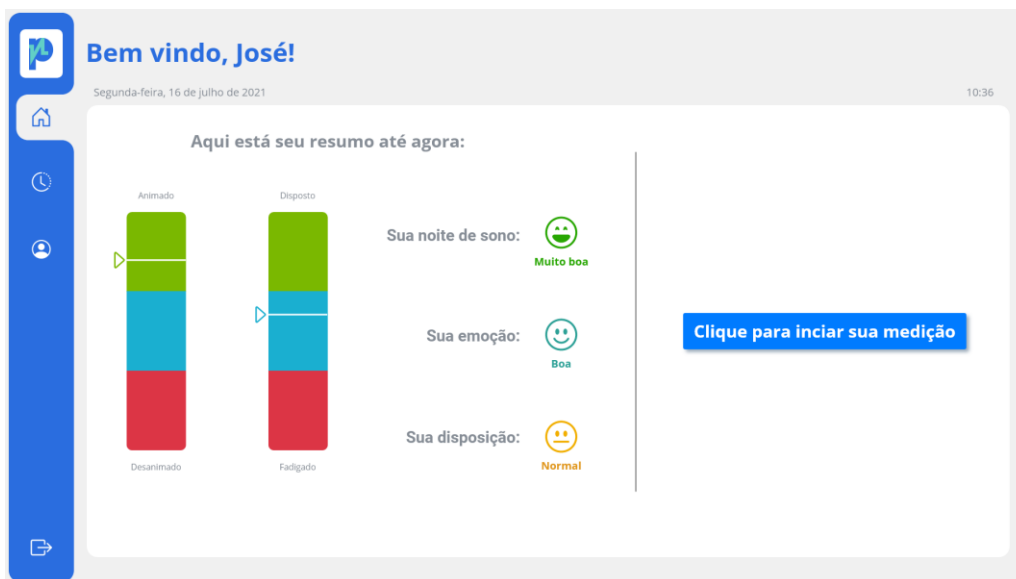 Bem vindo, José!
Segunda-feira, 16 de julho de 2021
10:36
Aqui está seu resumo até agora:
Animado
Disposto
Sua noite de sono:
Muito boa
Sua emoção:
Boa
Clique para inciar sua medição
Sua disposição:
Normal
Desanimado
Fadigado